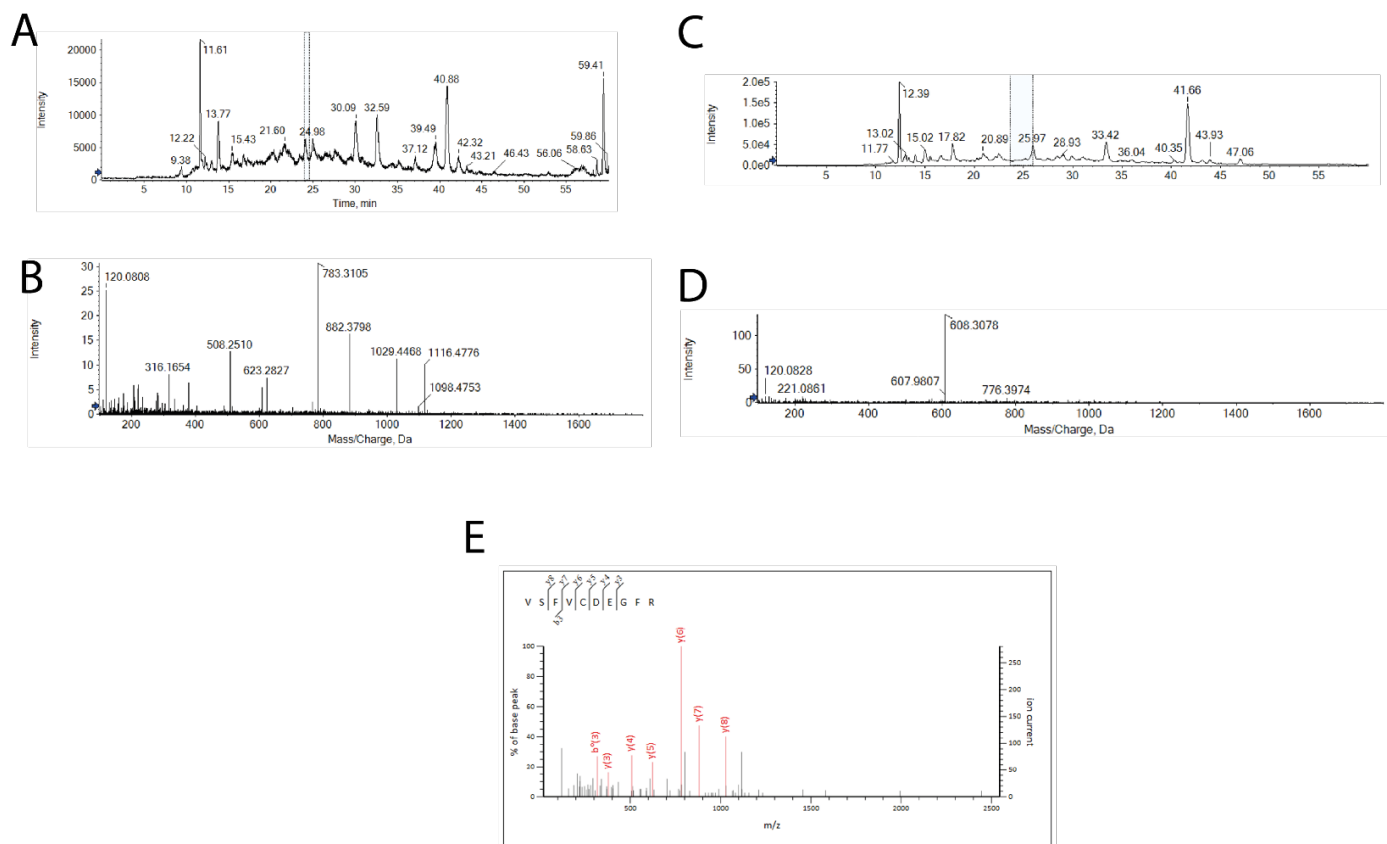 A
Intensity
20000
15000
10000
5000
0
11.61
12.22
13.77
9.38
15.43
21.60
24.98
30.09
32.59
37.12
39.49
40.88
42.32
43.21
46.43
56.06
58.63
59.86
59.41
5 10 15 20 25 30 35 40 45 50 55
Time, min
C
Intensity
2.0e5
1.5e5
1.0e5
5.0e4
0.0e0
12.39
13.02
11.77
15.02
17.82
20.89
25.97
28.93
33.42
36.04
40.35
41.66
43.93
47.06
5 10 15 20 25 30 35 40 45 50 55
B
Intensity
30
25
20
15
10
5
0
120.0808
316.1654
508.2510
623.2827
783.3105
882.3798
1029.4468
1116.4776
1098.4753
200 400 600 800 1000 1200 1400 1600
Mass/Charge, Da
D
Intensity
100
50
0
120.0828
221.0861
607.9807
608.3078
776.3974
200 400 600 800 1000 1200 1400 1600
Mass/Charge, Da
E
y8 y7 y6 y5 y4 y3
V S F V C D E G F R
b3
% of base peak
100
80
60
40
20
0
b°(3)
y(3)
y(4)
y(5)
y(6)
y(7)
y(8)
250
200
150
100
50
0
ion current
500 1000 1500 2000 2500
m/z